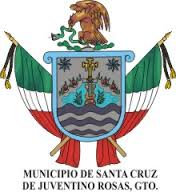 MUNICIPIO DE SANTA CRUZ
DE JUVENTINO ROSAS, GTO.